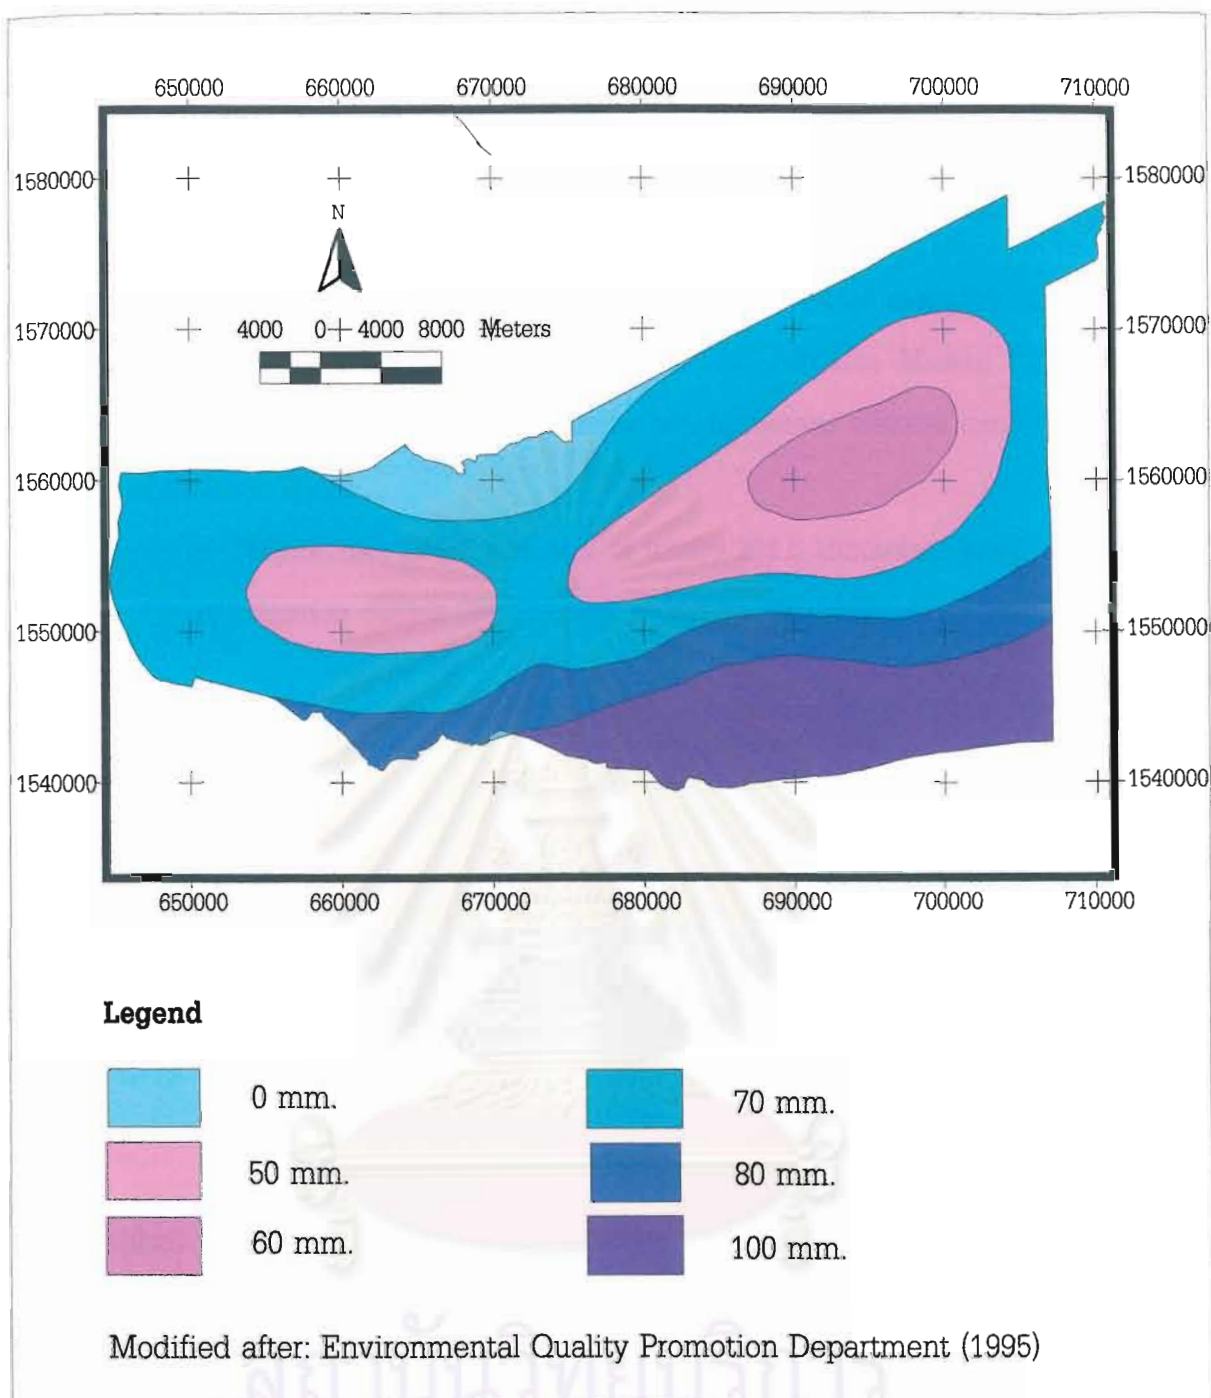 650000 660000 670000 680000 690000 700000 710000
1580000 1580000
N
1570000 4000 0 4000 8000 Meters 1570000
1560000 1560000
1550000 1550000
1540000 1540000
650000 660000 670000 680000 690000 700000 710000
Legend
0 mm. 70 mm.
50 mm. 80 mm.
60 mm. 100 mm.
Modified after: Environmental Quality Promotion Department (1995)